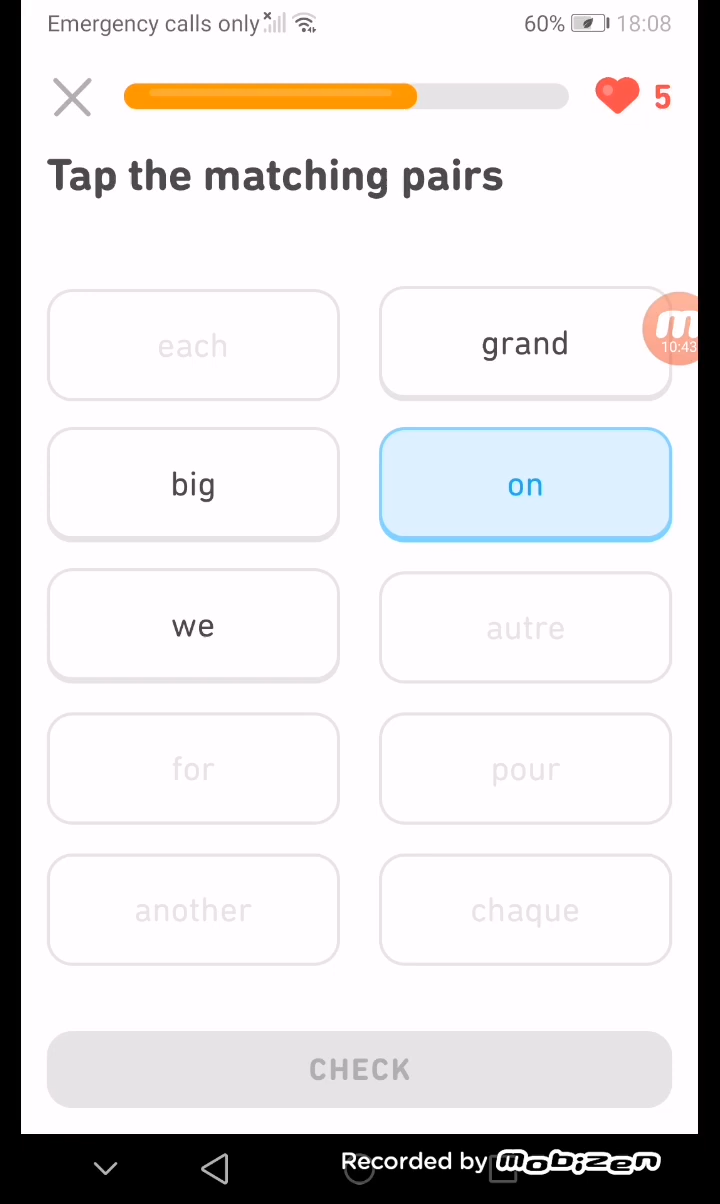 Emergency calls only 60% 18:08
5
Tap the matching pairs
each grand
10:43
big on
we autre
for pour
another chaque
CHECK
Recorded by mobizen